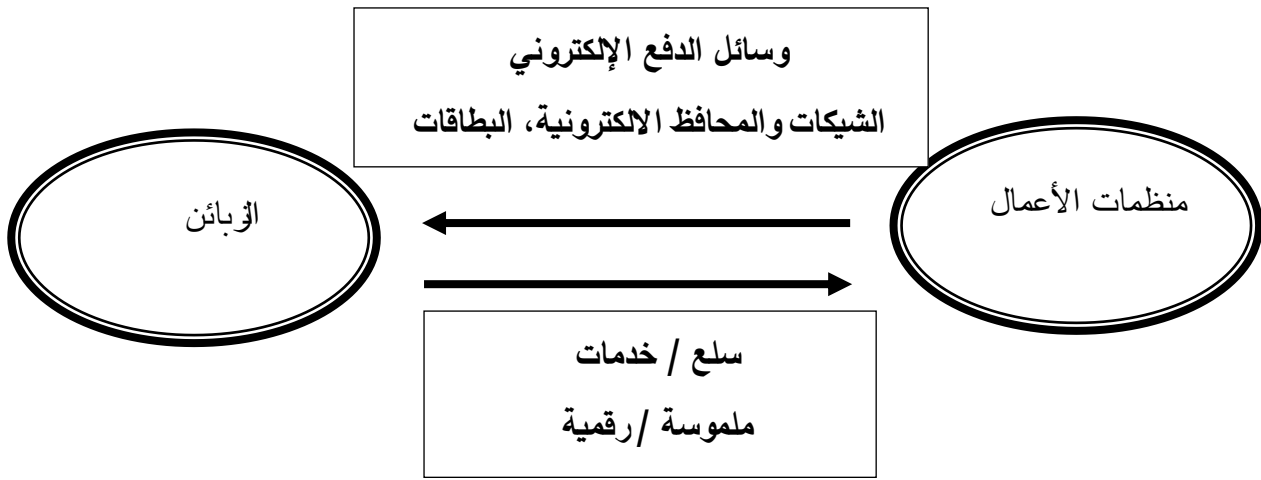 وسائل الدفع الإلكتروني
الشيكات والمحافظ الالكترونية، البطاقات
منظمات الأعمال
الزبائن
سلع / خدمات
ملموسة / رقمية